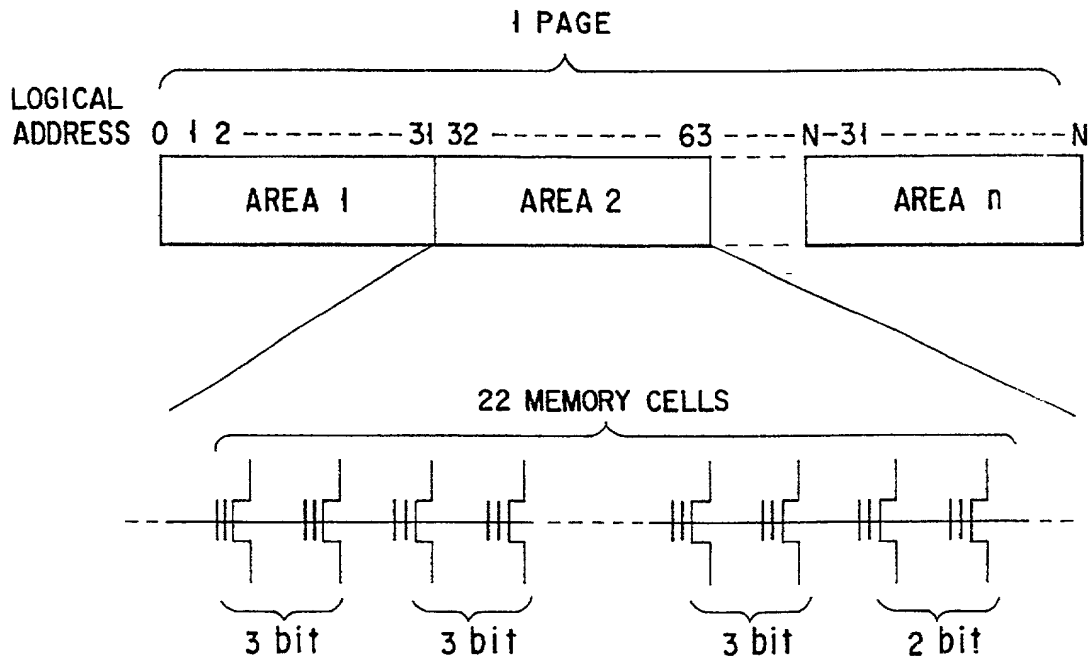 1 PAGE
LOGICAL
ADDRESS 0 1 2 -------- 31 32 -------- 63 ----- N-31 --------- N
AREA 1 AREA 2 AREA n
22 MEMORY CELLS
3 bit 3 bit 3 bit 2 bit